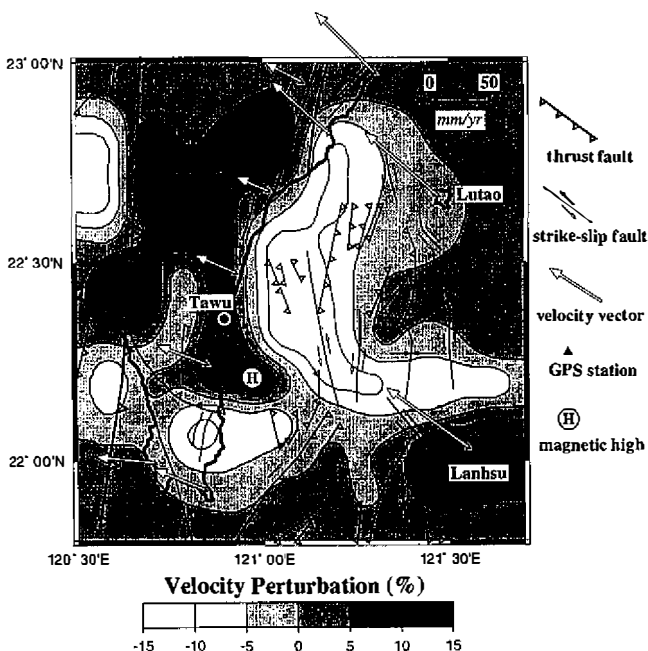 23° 00'N
0 50
mm/yr
thrust fault
Lutao
strike-slip fault
22° 30'N
Tawu
velocity vector
GPS station
H
H
magnetic high
22° 00'N
Lanhsu
120° 30'E 121° 00'E 121° 30'E
Velocity Perturbation (%)
-15 -10 -5 0 5 10 15